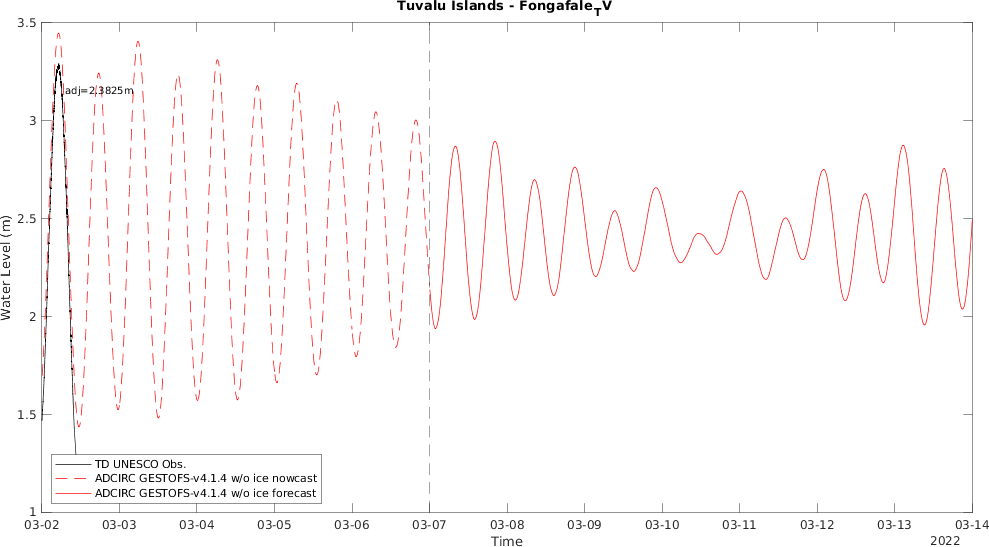 Tuvalu Islands - Fongafale_TV
3.5
3
2.5
2
1.5
1
Water Level (m)
adj=2.3825m
TD UNESCO Obs.
ADCIRC GESTOFS-v4.1.4 w/o ice nowcast
ADCIRC GESTOFS-v4.1.4 w/o ice forecast
03-02 03-03 03-04 03-05 03-06 03-07 03-08 03-09 03-10 03-11 03-12 03-13 03-14
Time
2022